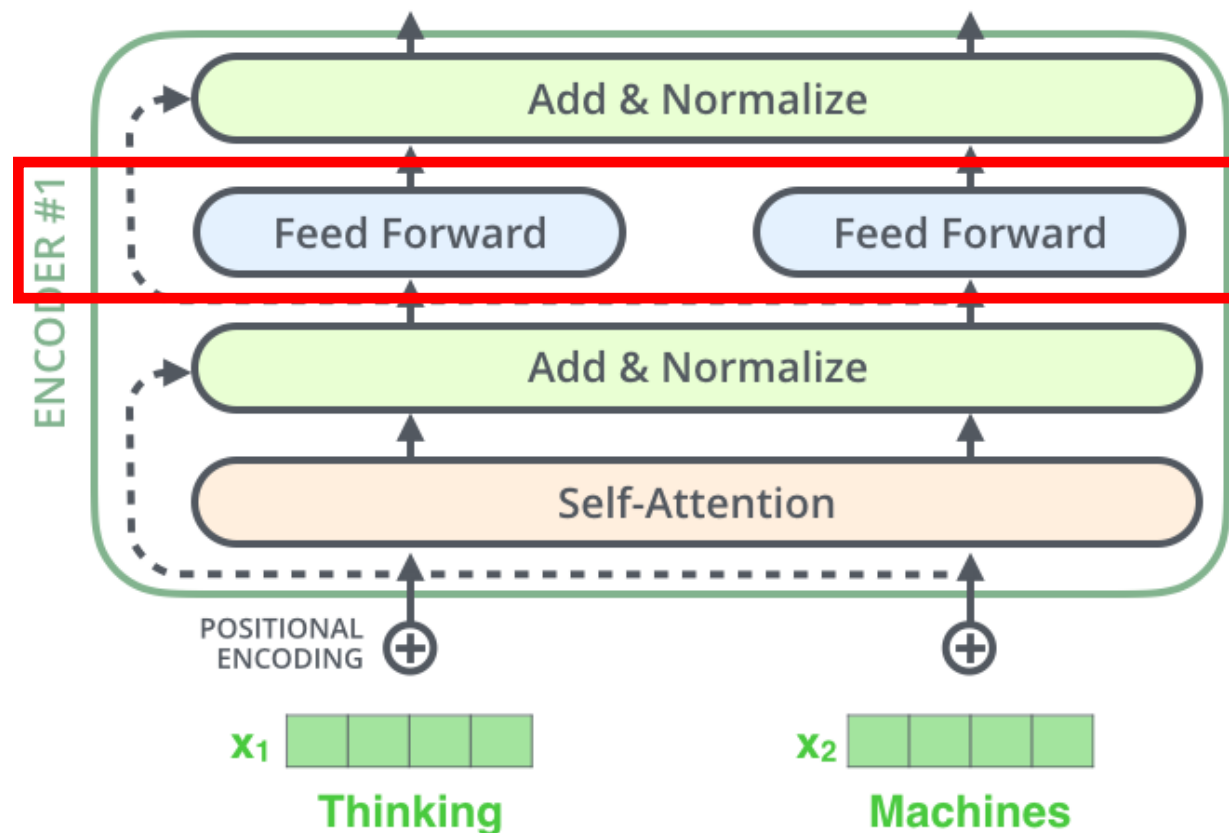 Add & Normalize
ENCODER #1
Feed Forward Feed Forward
Add & Normalize
Self-Attention
POSITIONAL
ENCODING
x₁ x₂
Thinking Machines